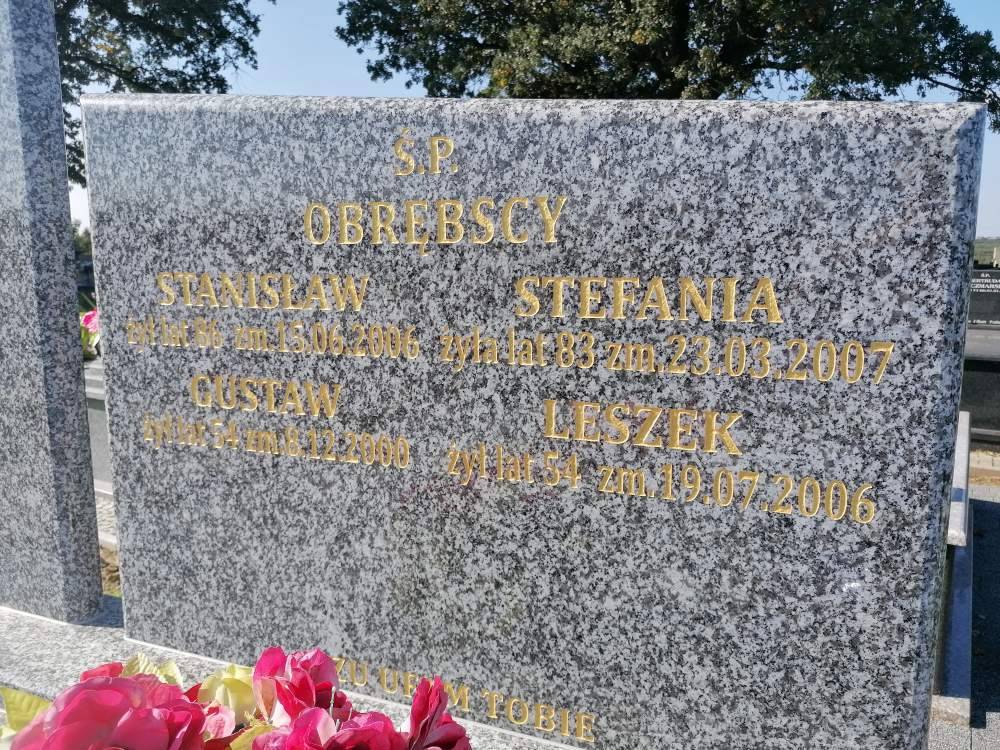 Ś.P.
OBRĘBSCY
STANISŁAW
żył lat 86 zm.15.06.2006
STEFANIA
żyła lat 83 zm.23.03.2007
GUSTAW
żył lat 54 zm.8.12.2000
LESZEK
żył lat 54 zm.19.07.2006
ZU UFAM TOBIE